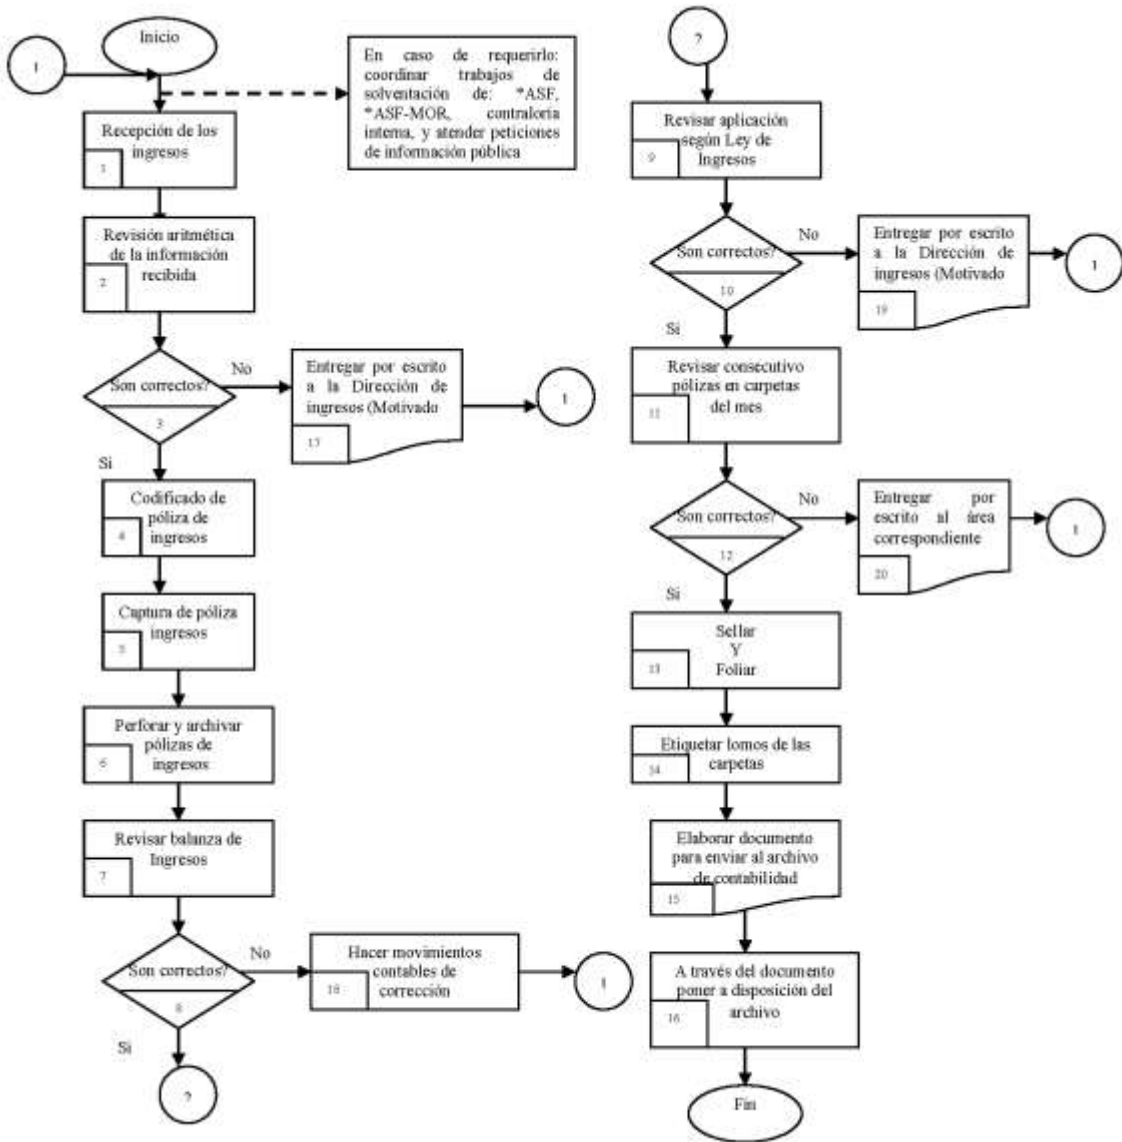 Inicio
1
En caso de requerirlo:
coordinar trabajos de
solventación de: *ASF,
*ASF-MOR, contraloría
interna, y atender peticiones
de información pública
Recepción de los
ingresos
1
Revisión aritmética
de la información
recibida
2
Son correctos?
3
No
Entregar por escrito
a la Dirección de
ingresos (Motivado
17
1
Si
Codificado de
póliza de
ingresos
4
Captura de póliza
ingresos
5
Perforar y archivar
pólizas de
ingresos
6
Revisar balanza de
Ingresos
7
Son correctos?
8
No
Hacer movimientos
contables de
corrección
18
1
Si
?
?
Revisar aplicación
según Ley de
Ingresos
9
Son correctos?
10
No
Entregar por escrito
a la Dirección de
ingresos (Motivado
19
1
Si
Revisar consecutivo
pólizas en carpetas
del mes
11
Son correctos?
12
No
Entregar por
escrito al área
correspondiente
20
1
Si
Sellar
Y
Foliar
13
Etiquetar lomos de las
carpetas
14
Elaborar documento
para enviar al archivo
de contabilidad
15
A través del documento
poner a disposición del
archivo
16
Fin